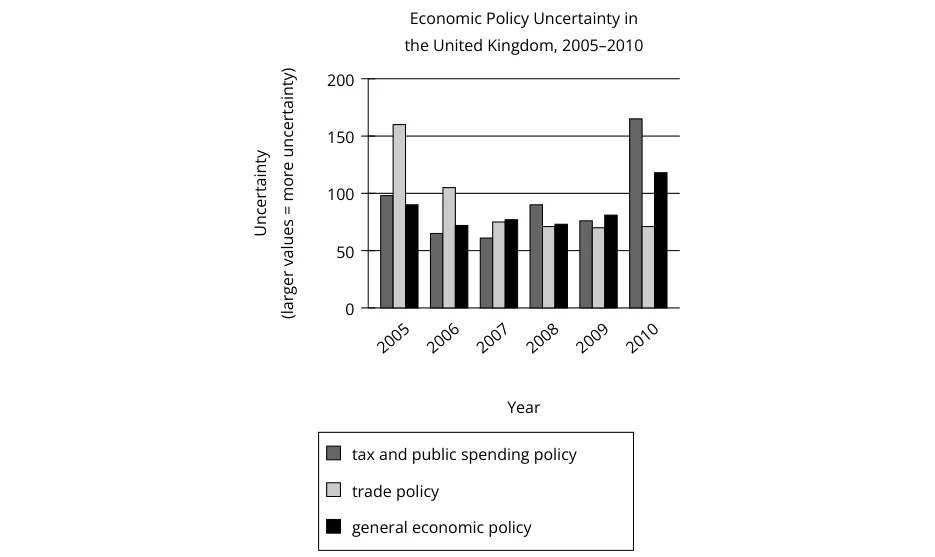 Economic Policy Uncertainty in
the United Kingdom, 2005–2010
Uncertainty
(larger values = more uncertainty)
200
150
100
50
0
2005
2006
2007
2008
2009
2010
Year
tax and public spending policy
trade policy
general economic policy